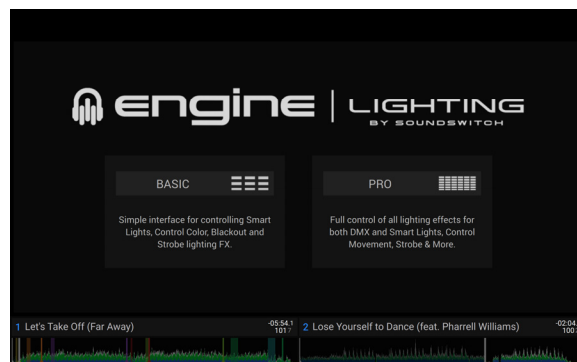 engine | LIGHTING
BY SOUNDSWITCH
BASIC
PRO
Simple interface for controlling Smart
Lights, Control Color, Blackout and
Strobe lighting FX.
Full control of all lighting effects for
both DMX and Smart Lights, Control
Movement, Strobe & More.
1 Let's Take Off (Far Away)
-05:54.1
101
2 Lose Yourself to Dance (feat. Pharrell Williams)
-02:04.
100